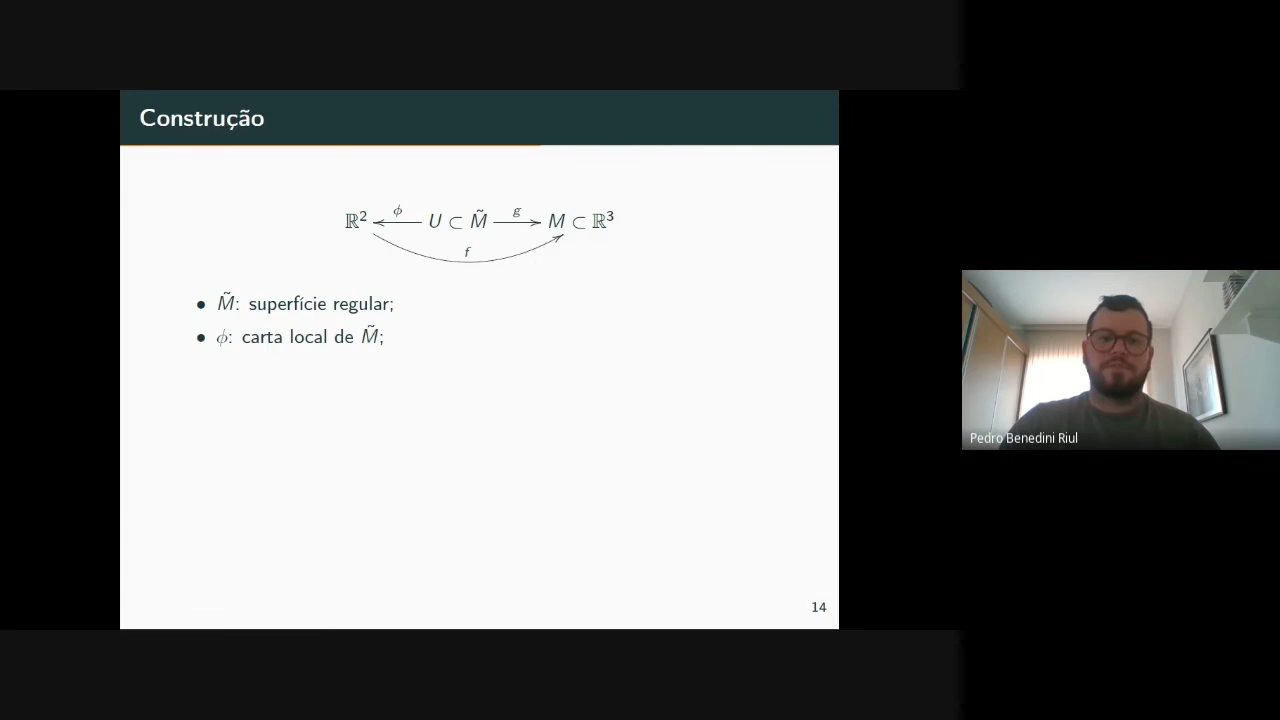 Construção
ℝ² ←ϕ− U ⊂ M̃ −g→ M ⊂ ℝ³
f
• M̃: superfície regular;
• ϕ: carta local de M̃;
Pedro Benedini Riul
14